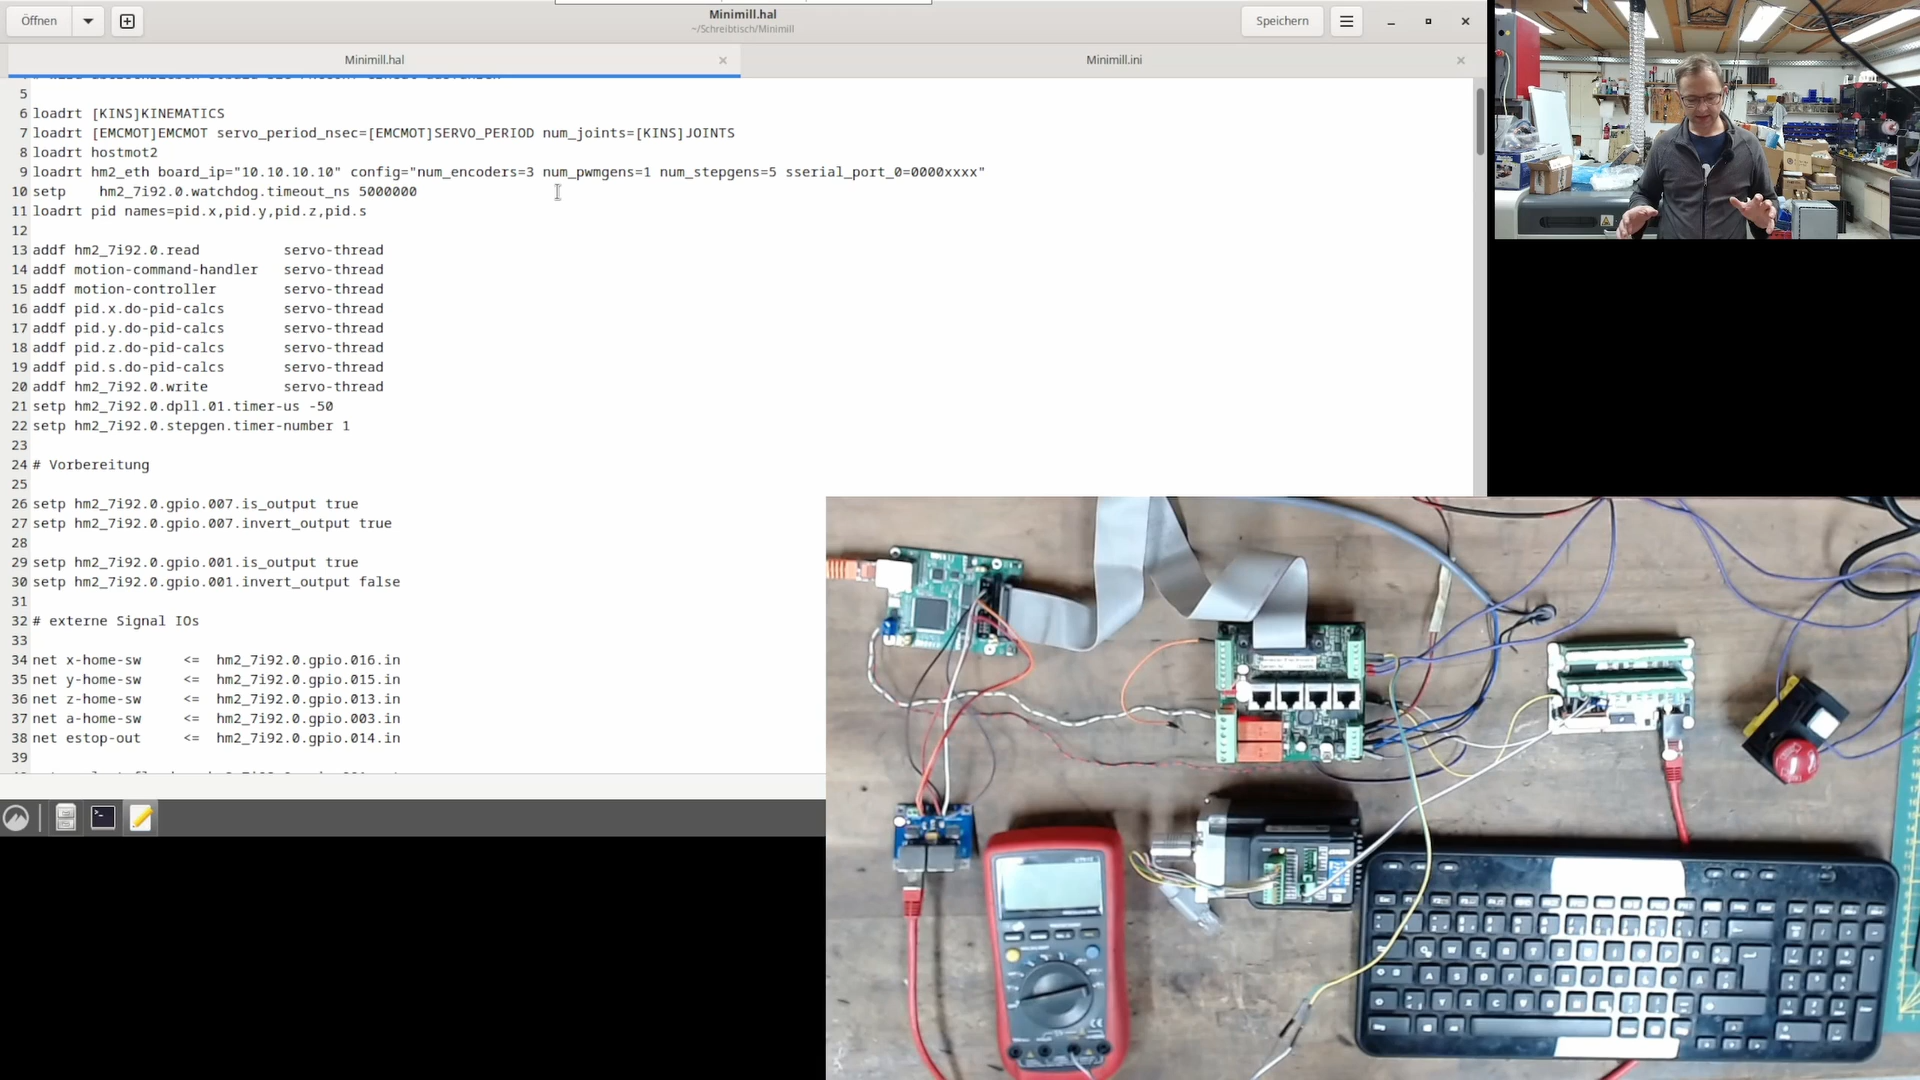 Öffnen
Minimill.hal
~/Schreibtisch/Minimill
Speichern
Minimill.hal
Minimill.ini
5
6 loadrt [KINS]KINEMATICS
7 loadrt [EMCMOT]EMCMOT servo_period_nsec=[EMCMOT]SERVO_PERIOD num_joints=[KINS]JOINTS
8 loadrt hostmot2
9 loadrt hm2_eth board_ip="10.10.10.10" config="num_encoders=3 num_pwmgens=1 num_stepgens=5 sserial_port_0=0000xxxx"
10 setp    hm2_7i92.0.watchdog.timeout_ns 5000000
11 loadrt pid names=pid.x,pid.y,pid.z,pid.s
12
13 addf hm2_7i92.0.read          servo-thread
14 addf motion-command-handler   servo-thread
15 addf motion-controller        servo-thread
16 addf pid.x.do-pid-calcs       servo-thread
17 addf pid.y.do-pid-calcs       servo-thread
18 addf pid.z.do-pid-calcs       servo-thread
19 addf pid.s.do-pid-calcs       servo-thread
20 addf hm2_7i92.0.write         servo-thread
21 setp hm2_7i92.0.dpll.01.timer-us -50
22 setp hm2_7i92.0.stepgen.timer-number 1
23
24 # Vorbereitung
25
26 setp hm2_7i92.0.gpio.007.is_output true
27 setp hm2_7i92.0.gpio.007.invert_output true
28
29 setp hm2_7i92.0.gpio.001.is_output true
30 setp hm2_7i92.0.gpio.001.invert_output false
31
32 # externe Signal IOs
33
34 net x-home-sw     <=  hm2_7i92.0.gpio.016.in
35 net y-home-sw     <=  hm2_7i92.0.gpio.015.in
36 net z-home-sw     <=  hm2_7i92.0.gpio.013.in
37 net a-home-sw     <=  hm2_7i92.0.gpio.003.in
38 net estop-out     <=  hm2_7i92.0.gpio.014.in
39